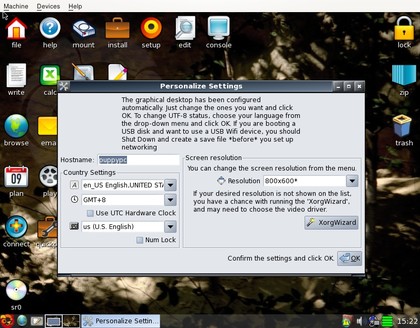 Machine Devices Help
file help mount install setup edit console lock
write calc zip
browse email
plan play
connect quickconnect
sr0
Personalize Settings
The graphical desktop has been configured
automatically. Just change the ones you want and click
OK. To change UTF-8 status, choose your language from
the drop-down menu and click OK. If you are booting a
USB disk and want to use a USB Wifi device, you should
Shut Down and create a save file *before* you set up
networking
Hostname: puppypc
Country Settings
en_US English,UNITED STA
GMT+8
Use UTC Hardware Clock
us (U.S. English)
Num Lock
Screen resolution
You can change the screen resolution from the menu.
Resolution 800x600*
If your desired resolution is not shown on the list,
you have a chance with running the 'XorgWizard',
and may need to choose the video driver.
XorgWizard
Confirm the settings and click OK.
OK
Personalize Settin...
15:22